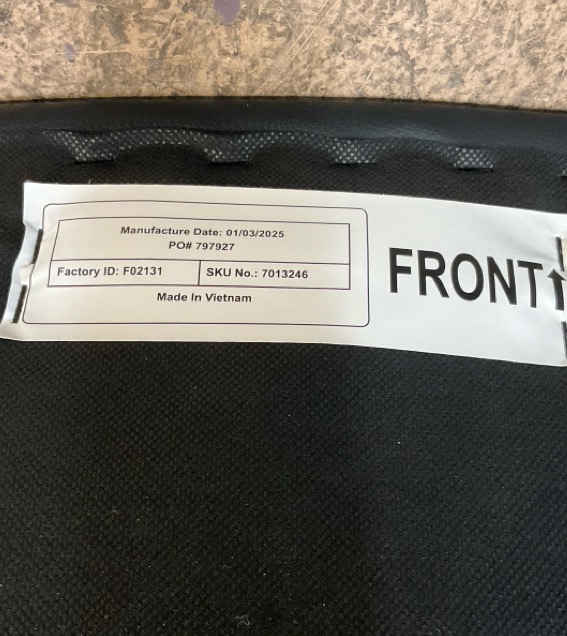 Manufacture Date: 01/03/2025
PO# 797927
Factory ID: F02131 SKU No.: 7013246
Made In Vietnam
FRONT↑